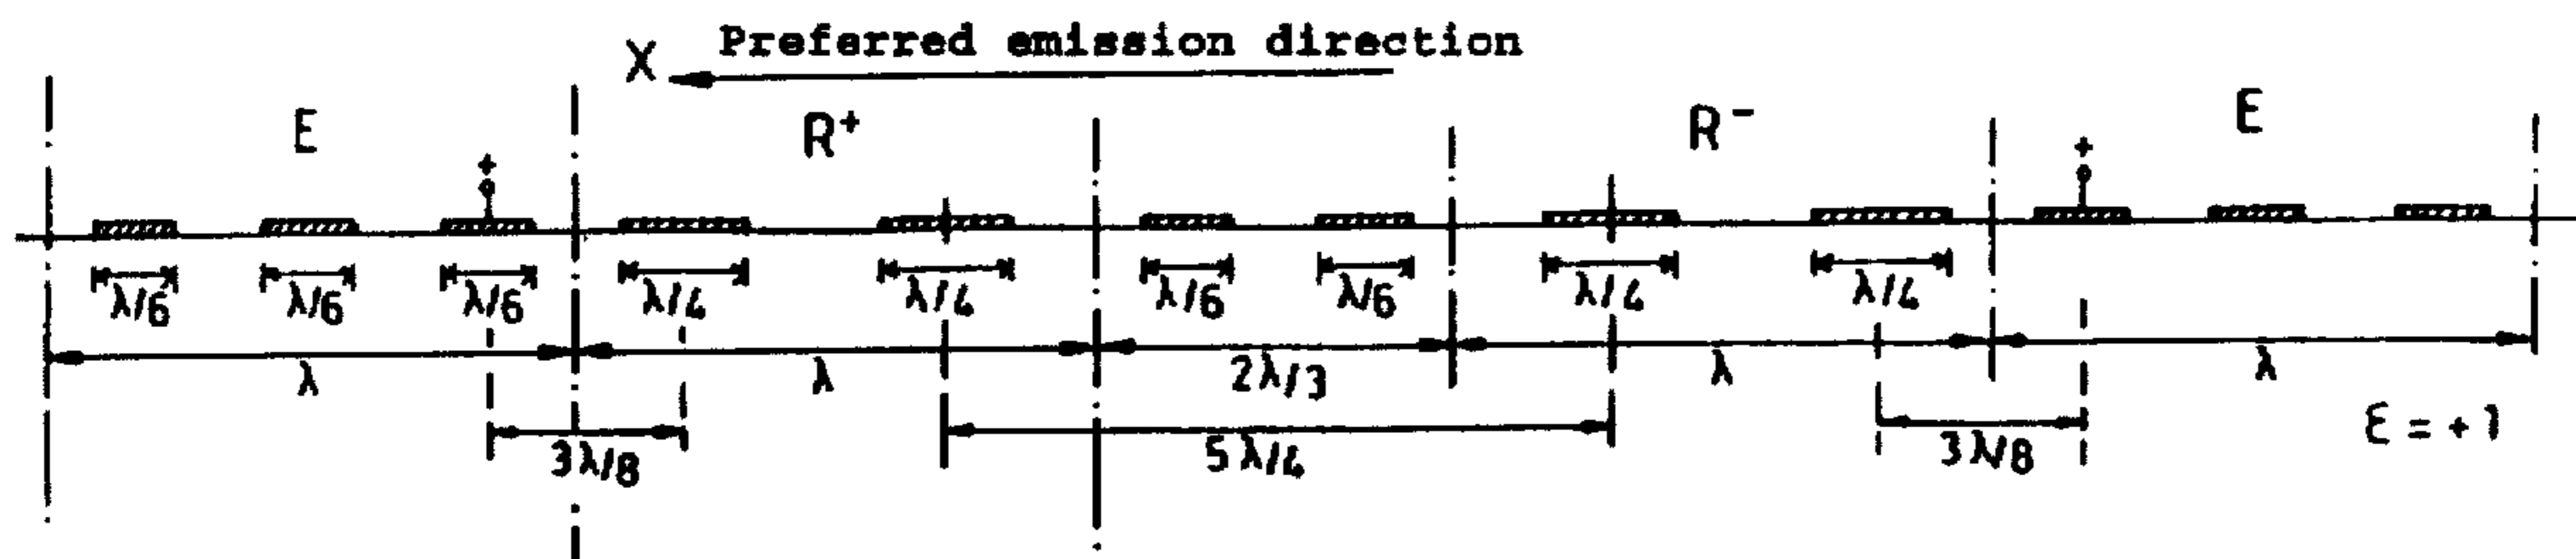 X Preferred emission direction
E R⁺ R⁻ E
+ +
λ/6 λ/6 λ/6 λ/4 λ/4 λ/6 λ/6 λ/4 λ/4
λ λ 2λ/3 λ λ
3λ/8 5λ/4 3λ/8 ε = +1